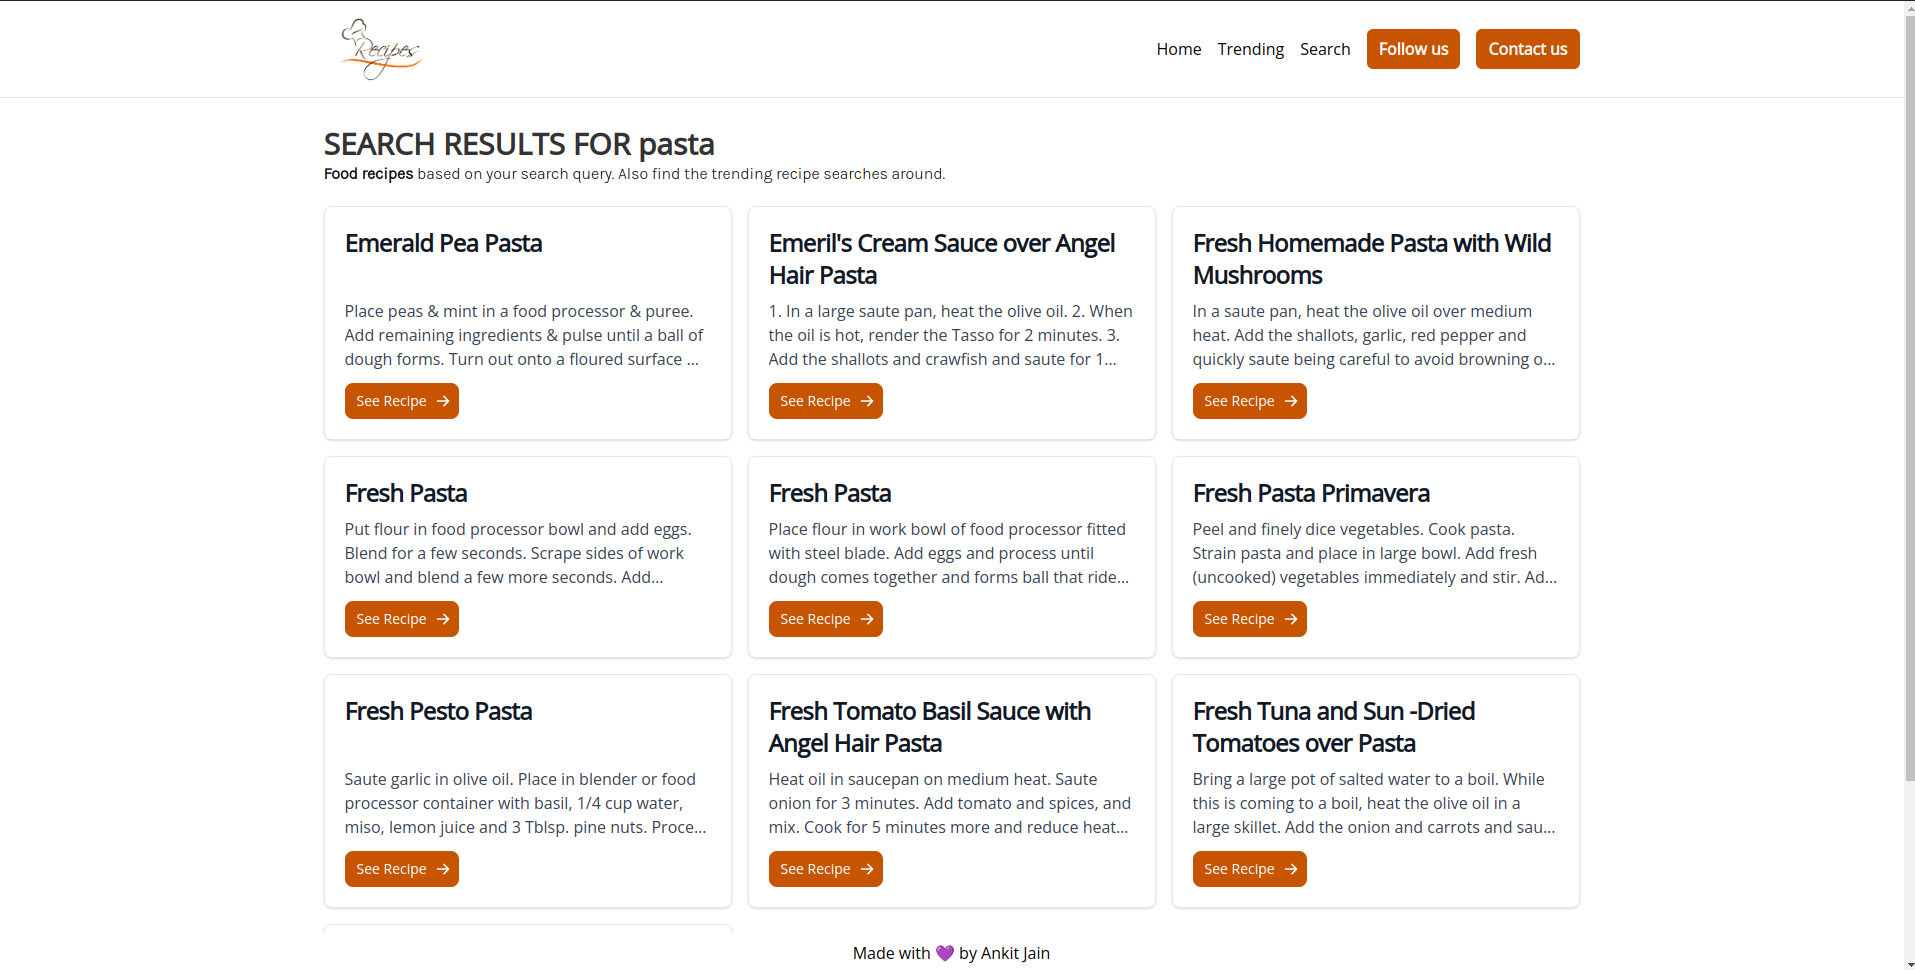 Recipes
Home Trending Search Follow us Contact us
SEARCH RESULTS FOR pasta
Food recipes based on your search query. Also find the trending recipe searches around.
Emerald Pea Pasta
Place peas & mint in a food processor & puree.
Add remaining ingredients & pulse until a ball of
dough forms. Turn out onto a floured surface ...
See Recipe
Emeril's Cream Sauce over Angel
Hair Pasta
1. In a large saute pan, heat the olive oil. 2. When
the oil is hot, render the Tasso for 2 minutes. 3.
Add the shallots and crawfish and saute for 1...
See Recipe
Fresh Homemade Pasta with Wild
Mushrooms
In a saute pan, heat the olive oil over medium
heat. Add the shallots, garlic, red pepper and
quickly saute being careful to avoid browning o...
See Recipe
Fresh Pasta
Put flour in food processor bowl and add eggs.
Blend for a few seconds. Scrape sides of work
bowl and blend a few more seconds. Add...
See Recipe
Fresh Pasta
Place flour in work bowl of food processor fitted
with steel blade. Add eggs and process until
dough comes together and forms ball that ride...
See Recipe
Fresh Pasta Primavera
Peel and finely dice vegetables. Cook pasta.
Strain pasta and place in large bowl. Add fresh
(uncooked) vegetables immediately and stir. Ad...
See Recipe
Fresh Pesto Pasta
Saute garlic in olive oil. Place in blender or food
processor container with basil, 1/4 cup water,
miso, lemon juice and 3 Tblsp. pine nuts. Proce...
See Recipe
Fresh Tomato Basil Sauce with
Angel Hair Pasta
Heat oil in saucepan on medium heat. Saute
onion for 3 minutes. Add tomato and spices, and
mix. Cook for 5 minutes more and reduce heat...
See Recipe
Fresh Tuna and Sun -Dried
Tomatoes over Pasta
Bring a large pot of salted water to a boil. While
this is coming to a boil, heat the olive oil in a
large skillet. Add the onion and carrots and sau...
See Recipe
Made with 💜 by Ankit Jain